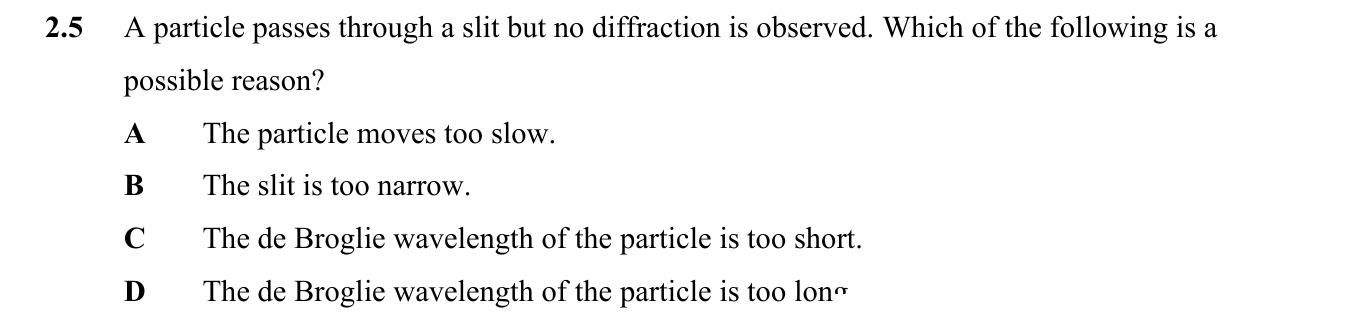 2.5 A particle passes through a slit but no diffraction is observed. Which of the following is a
possible reason?
A The particle moves too slow.
B The slit is too narrow.
C The de Broglie wavelength of the particle is too short.
D The de Broglie wavelength of the particle is too long